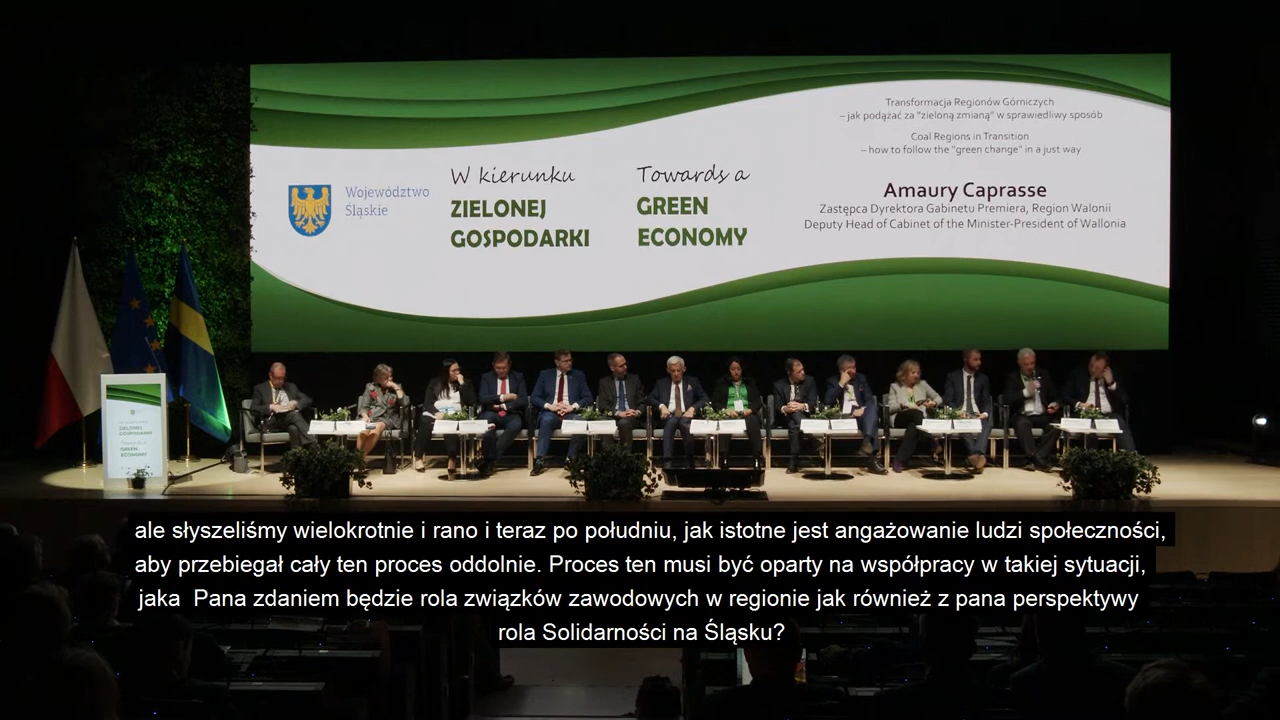 Transformacja Regionów Górniczych
– jak podążać za "zieloną zmianą" w sprawiedliwy sposób
Coal Regions in Transition
– how to follow the "green change" in a just way
Województwo
Śląskie
W kierunku
ZIELONEJ
GOSPODARKI
Towards a
GREEN
ECONOMY
Amaury Caprasse
Zastępca Dyrektora Gabinetu Premiera, Region Walonii
Deputy Head of Cabinet of the Minister-President of Wallonia
ZIELONEJ
GOSPODARKI
GREEN
ECONOMY
ale słyszeliśmy wielokrotnie i rano i teraz po południu, jak istotne jest angażowanie ludzi społeczności,
aby przebiegał cały ten proces oddolnie. Proces ten musi być oparty na współpracy w takiej sytuacji,
jaka  Pana zdaniem będzie rola związków zawodowych w regionie jak również z pana perspektywy
rola Solidarności na Śląsku?